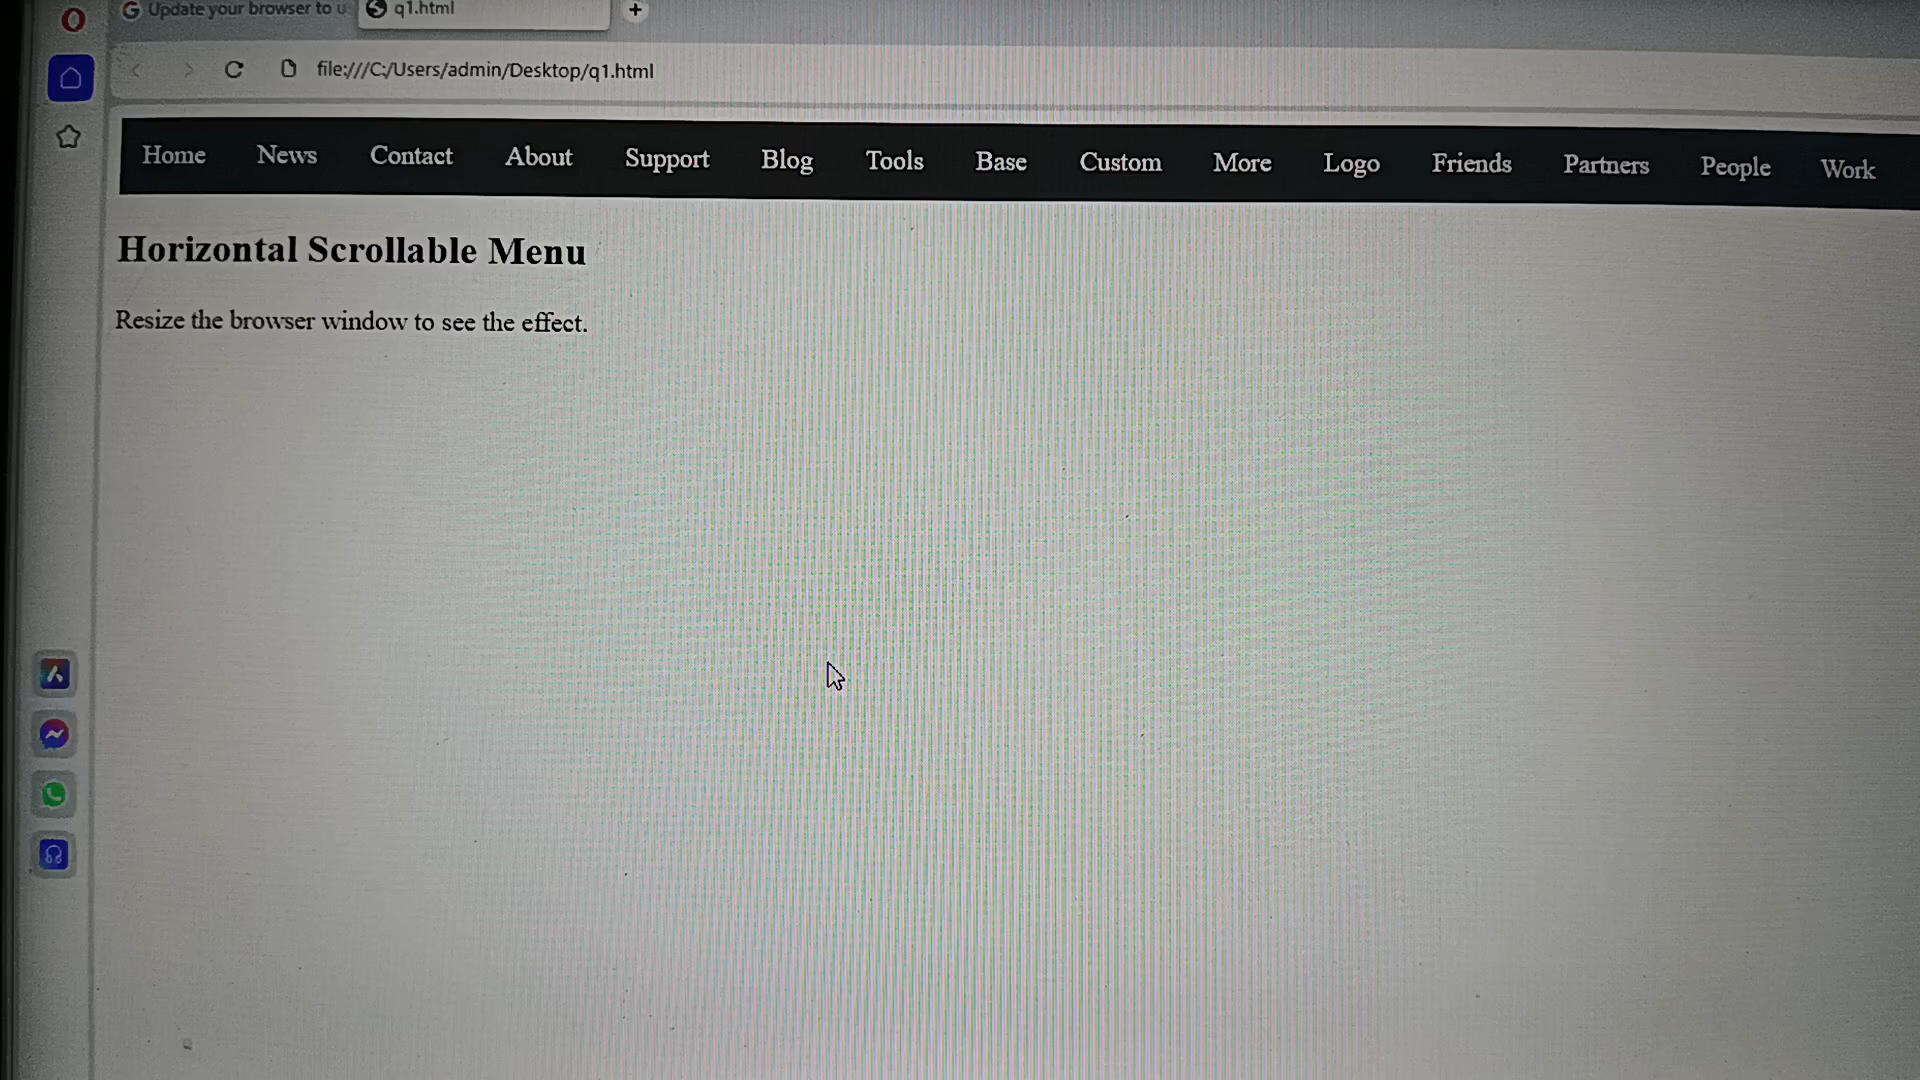 Update your browser to u
q1.html
file:///C:/Users/admin/Desktop/q1.html
Home News Contact About Support Blog Tools Base Custom More Logo Friends Partners People Work
Horizontal Scrollable Menu
Resize the browser window to see the effect.